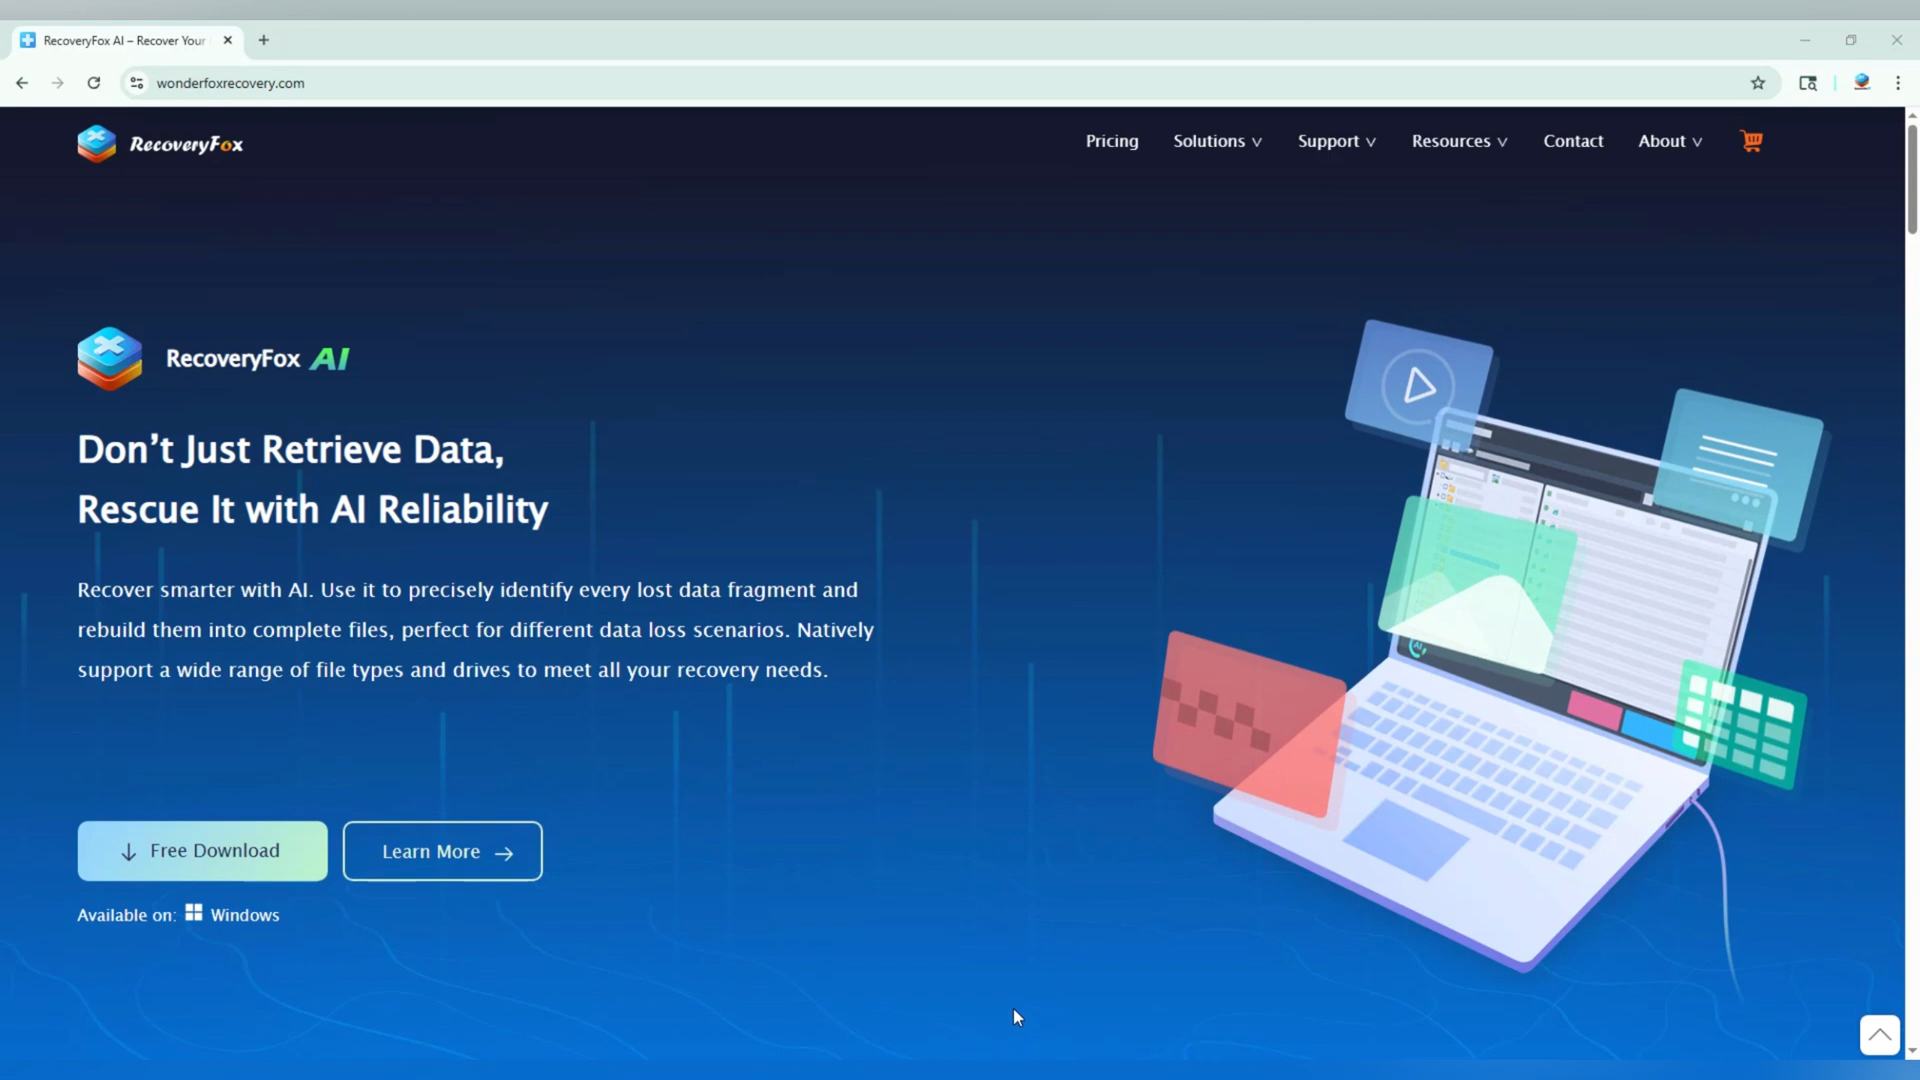 RecoveryFox AI – Recover Your
wonderfoxrecovery.com
RecoveryFox
Pricing
Solutions
Support
Resources
Contact
About
RecoveryFox AI
Don’t Just Retrieve Data,
Rescue It with AI Reliability
Recover smarter with AI. Use it to precisely identify every lost data fragment and
rebuild them into complete files, perfect for different data loss scenarios. Natively
support a wide range of file types and drives to meet all your recovery needs.
Free Download
Learn More
Available on: Windows
AI